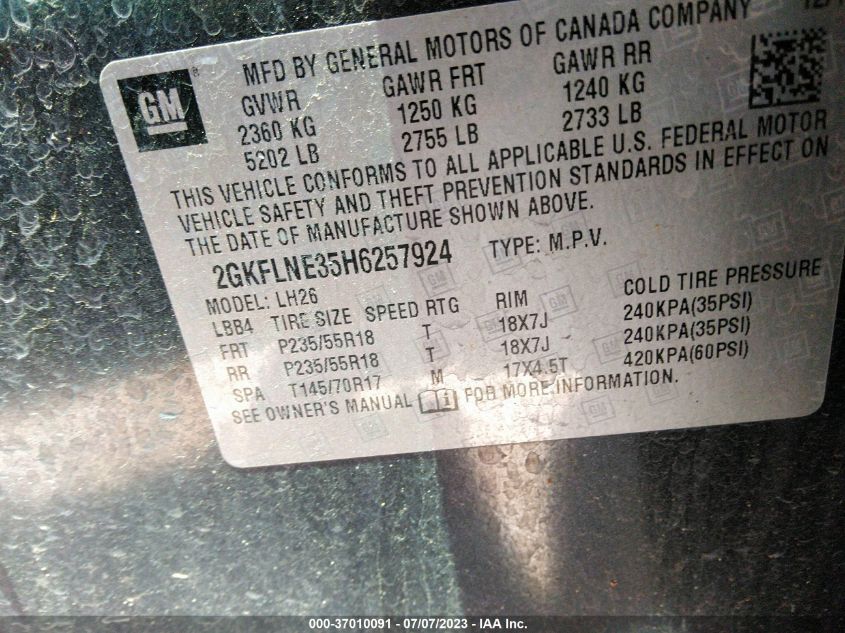 MFD BY GENERAL MOTORS OF CANADA COMPANY 12/
GM ®
GVWR GAWR FRT GAWR RR
2360 KG 1250 KG 1240 KG
5202 LB 2755 LB 2733 LB
THIS VEHICLE CONFORMS TO ALL APPLICABLE U.S. FEDERAL MOTOR
VEHICLE SAFETY AND THEFT PREVENTION STANDARDS IN EFFECT ON
THE DATE OF MANUFACTURE SHOWN ABOVE.
2GKFLNE35H6257924 TYPE: M.P.V.
MODEL: LH26
LBB4 TIRE SIZE SPEED RTG RIM COLD TIRE PRESSURE
FRT P235/55R18 T 18X7J 240KPA(35PSI)
RR P235/55R18 T 18X7J 240KPA(35PSI)
SPA T145/70R17 M 17X4.5T 420KPA(60PSI)
SEE OWNER'S MANUAL FOR MORE INFORMATION.
000-37010091 - 07/07/2023 - IAA Inc.